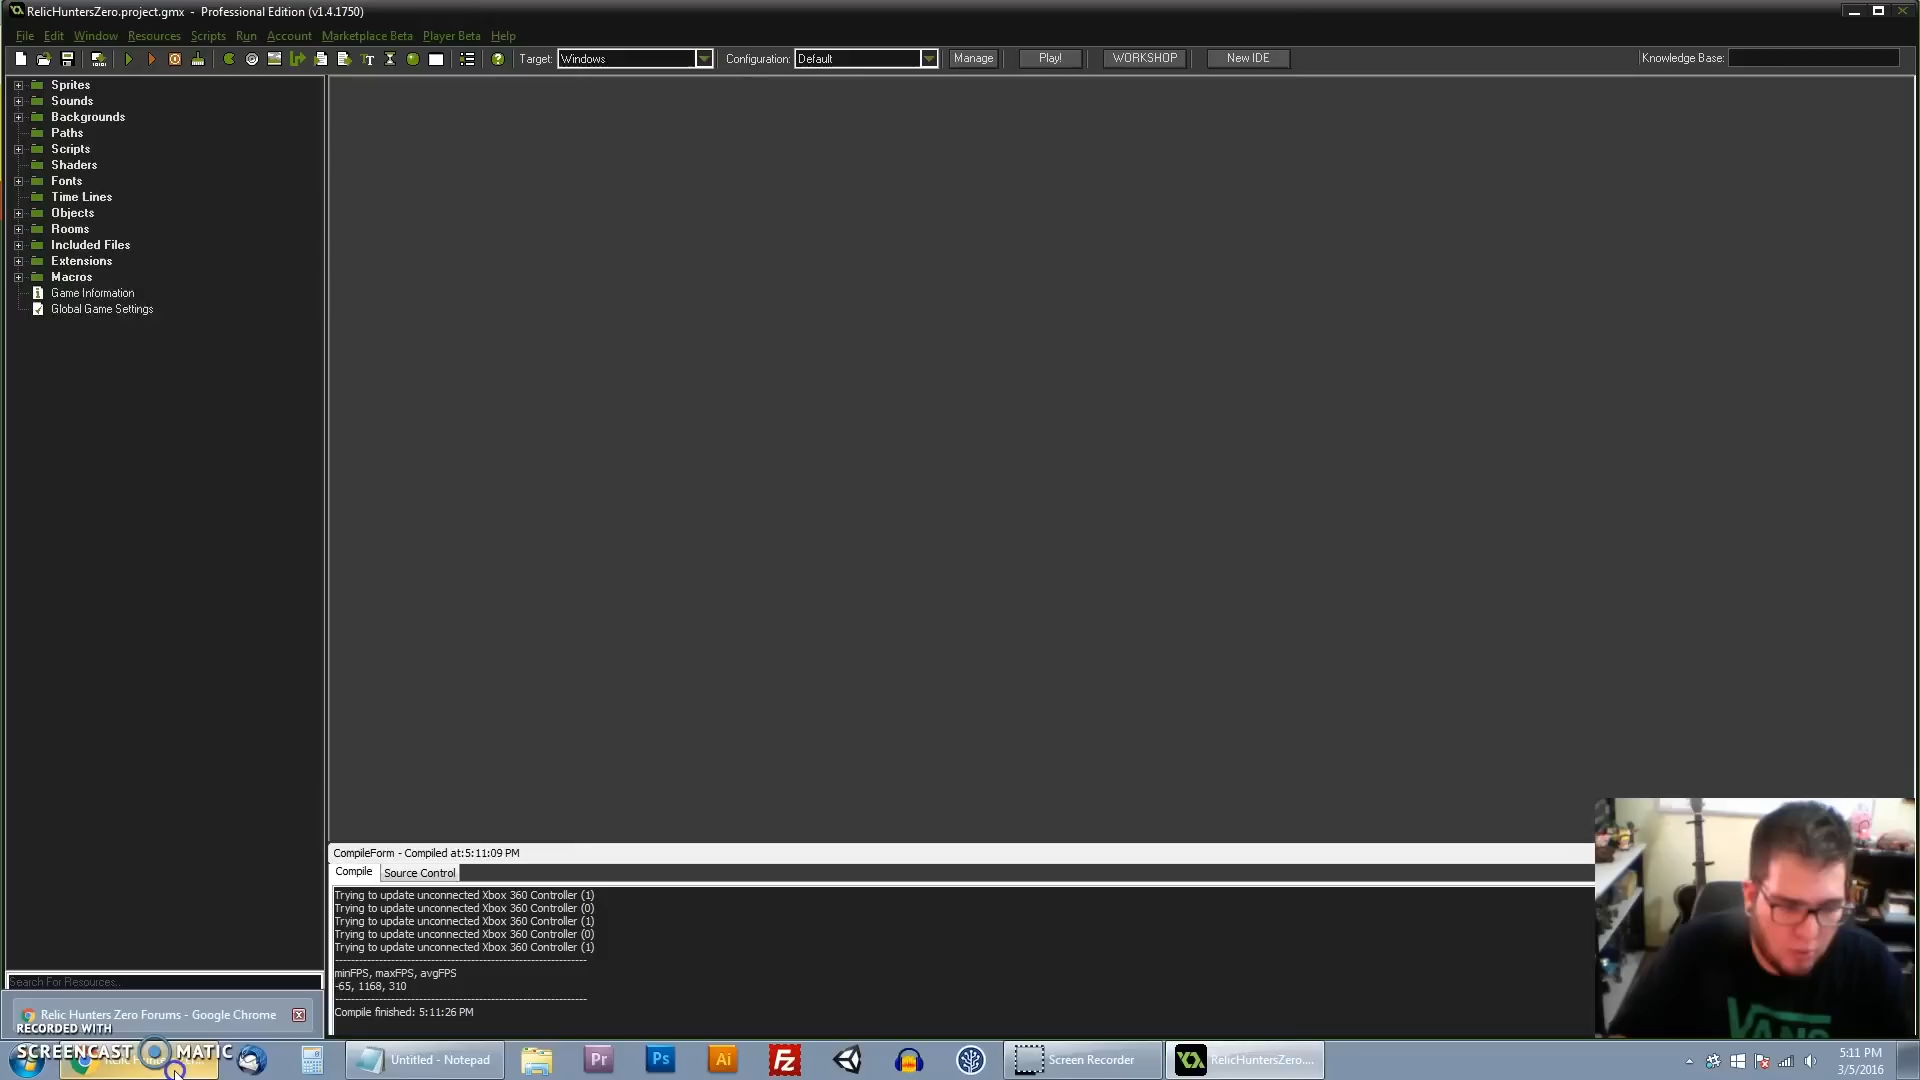 RelicHuntersZero.project.gmx - Professional Edition (v1.4.1750)
File Edit Window Resources Scripts Run Account Marketplace Beta Player Beta Help
Target: Windows Configuration: Default Manage Play! WORKSHOP New IDE Knowledge Base:
Sprites
Sounds
Backgrounds
Paths
Scripts
Shaders
Fonts
Time Lines
Objects
Rooms
Included Files
Extensions
Macros
Game Information
Global Game Settings
CompileForm - Compiled at:5:11:09 PM
Compile Source Control
Trying to update unconnected Xbox 360 Controller (1)
Trying to update unconnected Xbox 360 Controller (0)
Trying to update unconnected Xbox 360 Controller (1)
Trying to update unconnected Xbox 360 Controller (0)
Trying to update unconnected Xbox 360 Controller (1)
minFPS, maxFPS, avgFPS
-65, 1168, 310
Compile finished: 5:11:26 PM
Search For Resources..
Relic Hunters Zero Forums - Google Chrome
RECORDED WITH
SCREENCAST MATIC
Untitled - Notepad
Pr
Ps
Ai
Fz
Screen Recorder
RelicHuntersZero....
5:11 PM
3/5/2016
VANS